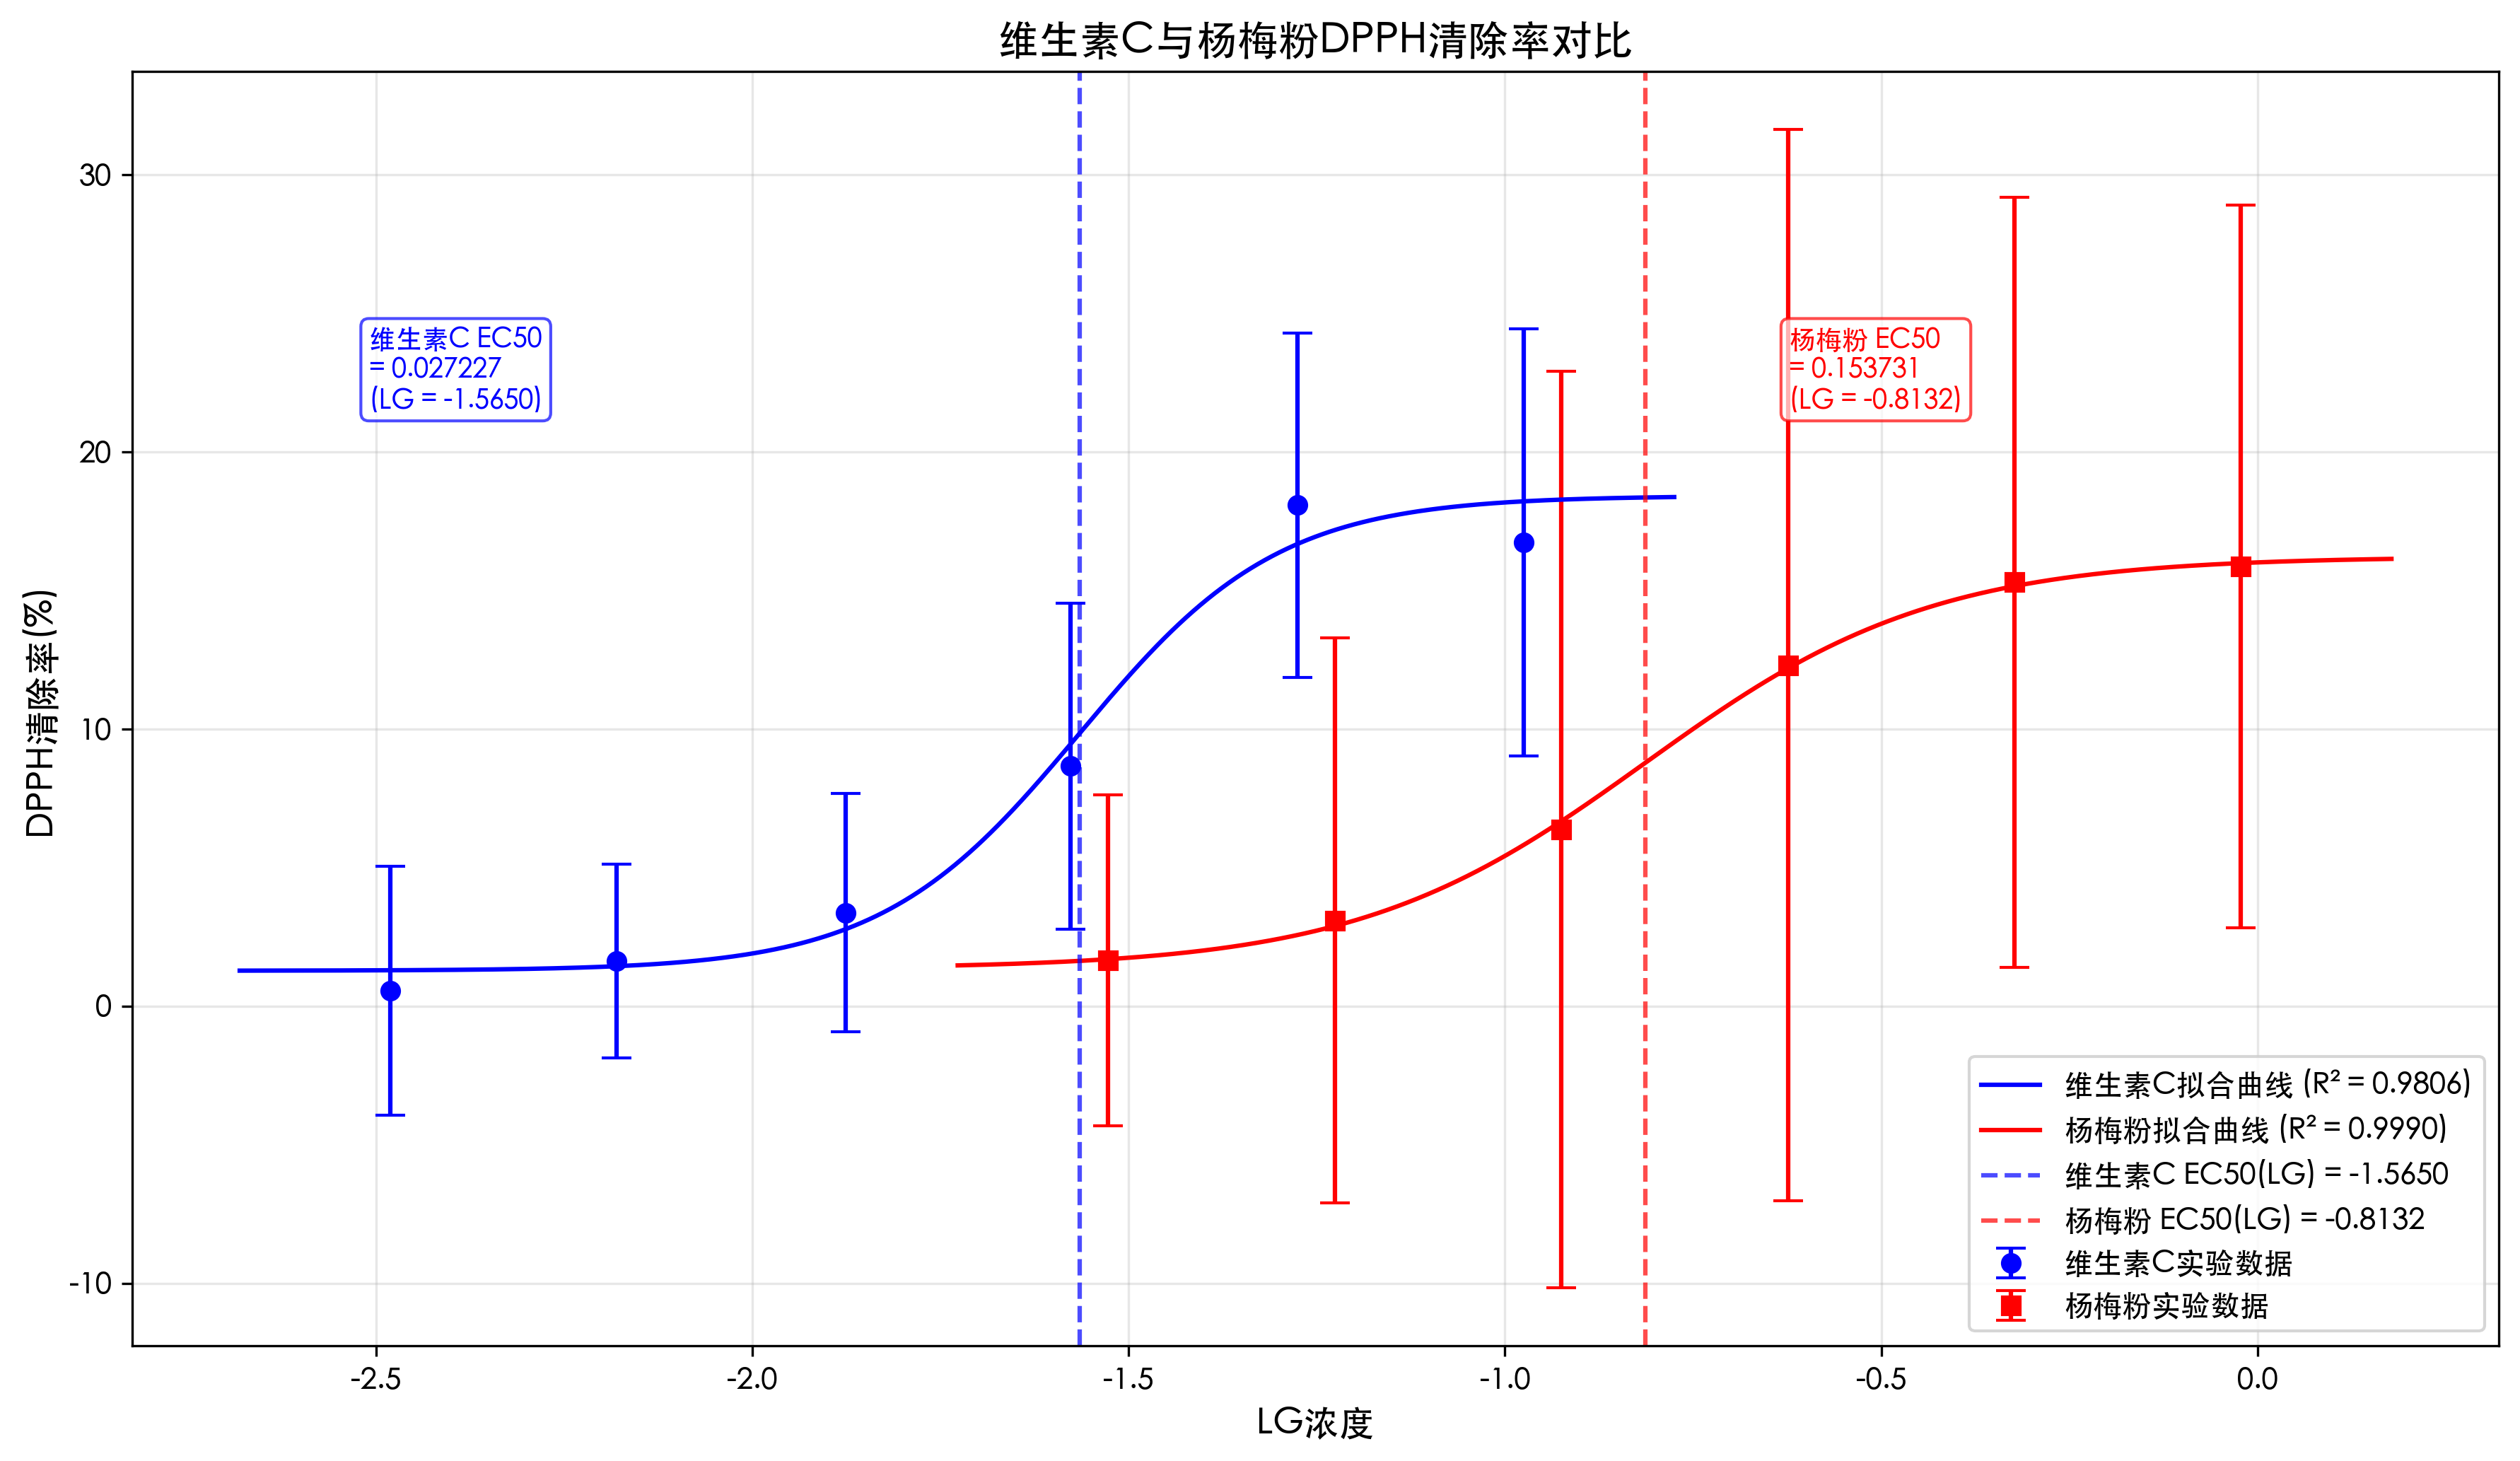 维生素C与杨梅粉DPPH清除率对比
DPPH清除率(%)
30
20
10
0
-10
维生素C EC50
= 0.027227
(LG = -1.5650)
杨梅粉 EC50
= 0.153731
(LG = -0.8132)
维生素C拟合曲线 (R² = 0.9806)
杨梅粉拟合曲线 (R² = 0.9990)
维生素C EC50(LG) = -1.5650
杨梅粉 EC50(LG) = -0.8132
维生素C实验数据
杨梅粉实验数据
-2.5
-2.0
-1.5
-1.0
-0.5
0.0
LG浓度